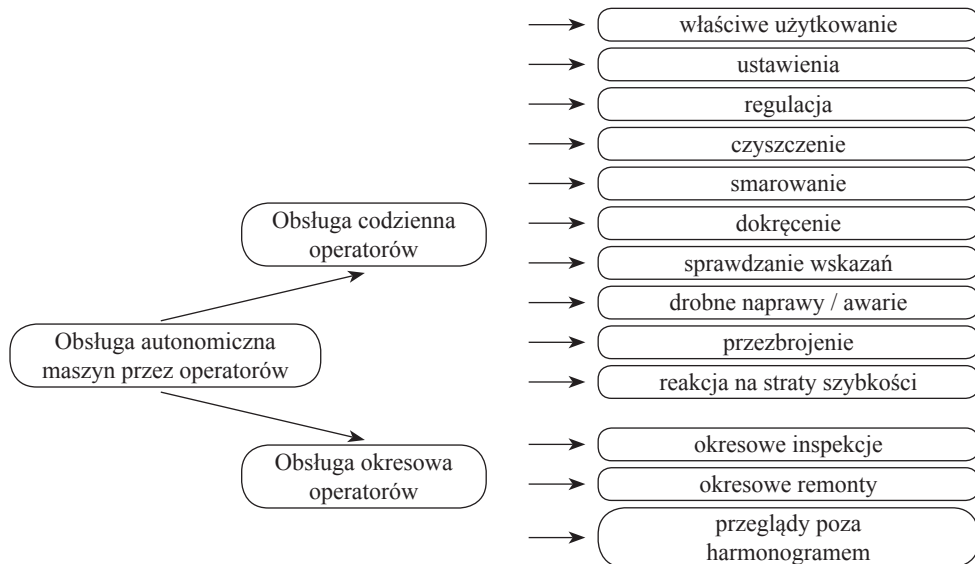 właściwe użytkowanie
ustawienia
regulacja
czyszczenie
smarowanie
Obsługa codzienna
operatorów
dokręcenie
sprawdzanie wskazań
drobne naprawy / awarie
Obsługa autonomiczna
maszyn przez operatorów
przezbrojenie
reakcja na straty szybkości
Obsługa okresowa
operatorów
okresowe inspekcje
okresowe remonty
przeglądy poza
harmonogramem